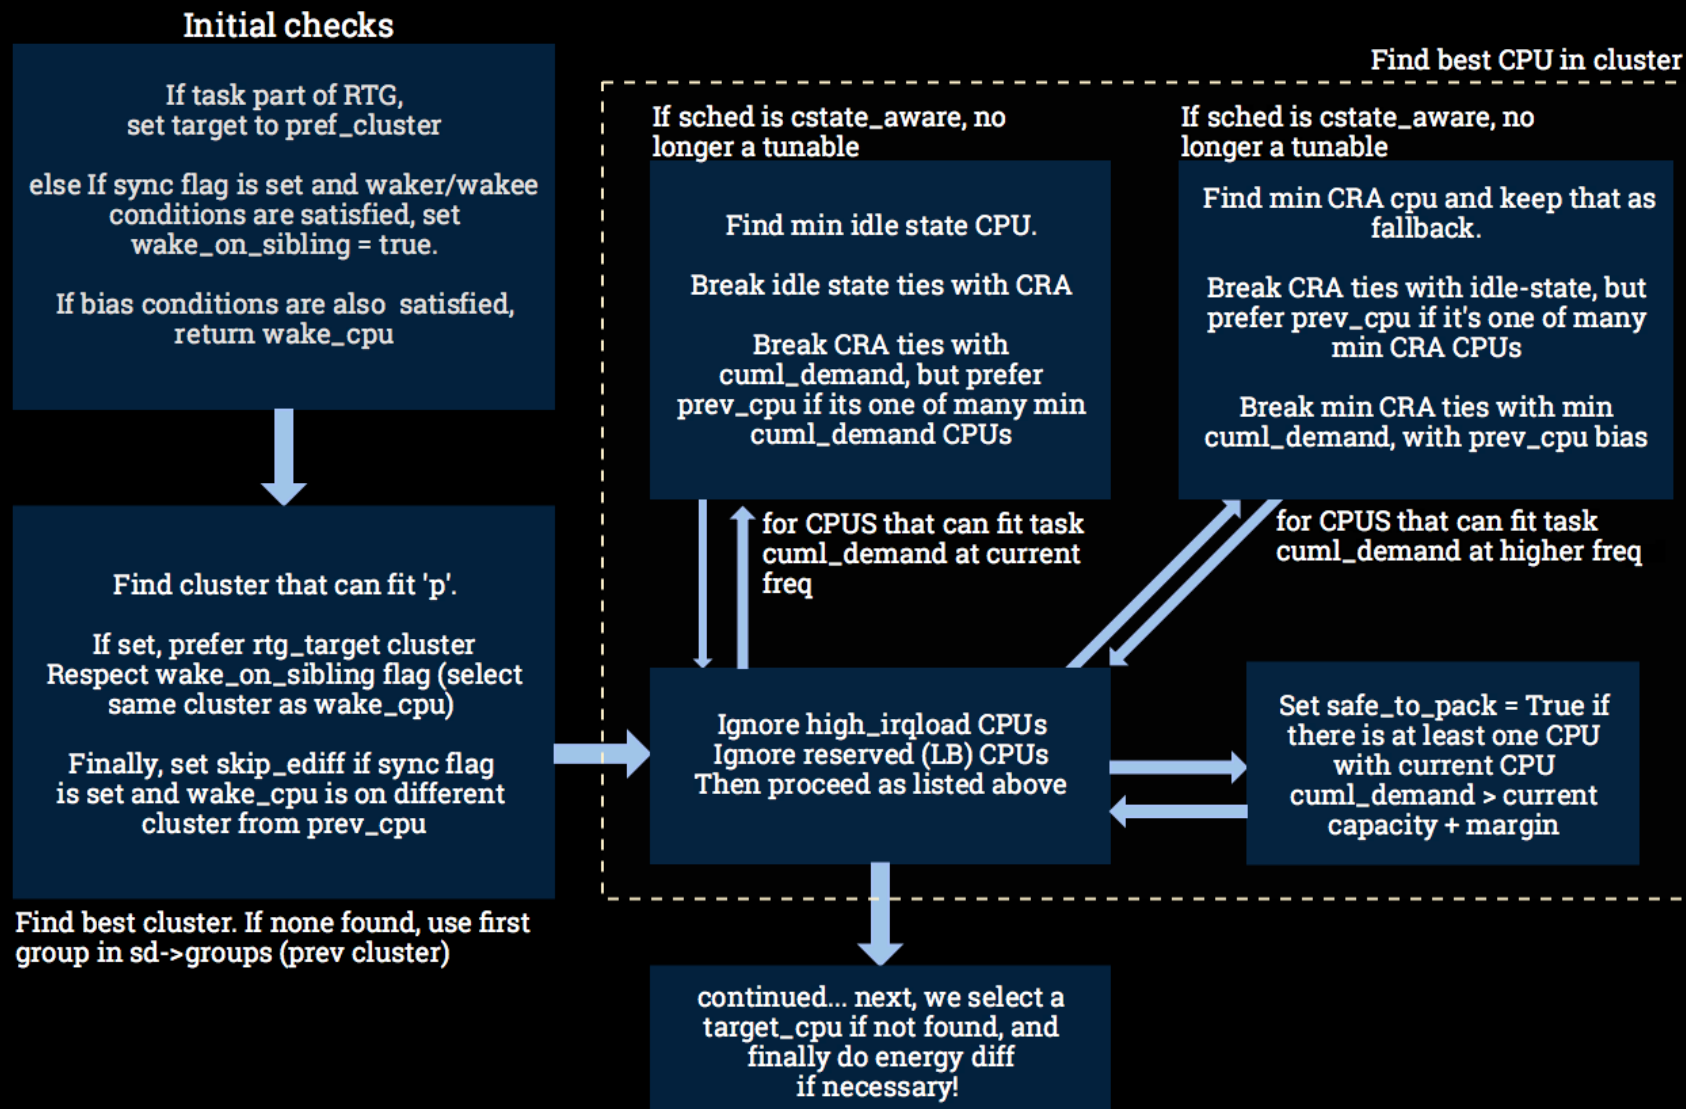 Initial checks
If task part of RTG,
set target to pref_cluster
else If sync flag is set and waker/wakee
conditions are satisfied, set
wake_on_sibling = true.
If bias conditions are also satisfied,
return wake_cpu
Find cluster that can fit 'p'.
If set, prefer rtg_target cluster
Respect wake_on_sibling flag (select
same cluster as wake_cpu)
Finally, set skip_ediff if sync flag
is set and wake_cpu is on different
cluster from prev_cpu
Find best cluster. If none found, use first
group in sd->groups (prev cluster)
Find best CPU in cluster
If sched is cstate_aware, no
longer a tunable
Find min idle state CPU.
Break idle state ties with CRA
Break CRA ties with
cuml_demand, but prefer
prev_cpu if its one of many min
cuml_demand CPUs
for CPUS that can fit task
cuml_demand at current
freq
If sched is cstate_aware, no
longer a tunable
Find min CRA cpu and keep that as
fallback.
Break CRA ties with idle-state, but
prefer prev_cpu if it's one of many
min CRA CPUs
Break min CRA ties with min
cuml_demand, with prev_cpu bias
for CPUS that can fit task
cuml_demand at higher freq
Ignore high_irqload CPUs
Ignore reserved (LB) CPUs
Then proceed as listed above
Set safe_to_pack = True if
there is at least one CPU
with current CPU
cuml_demand > current
capacity + margin
continued... next, we select a
target_cpu if not found, and
finally do energy diff
if necessary!